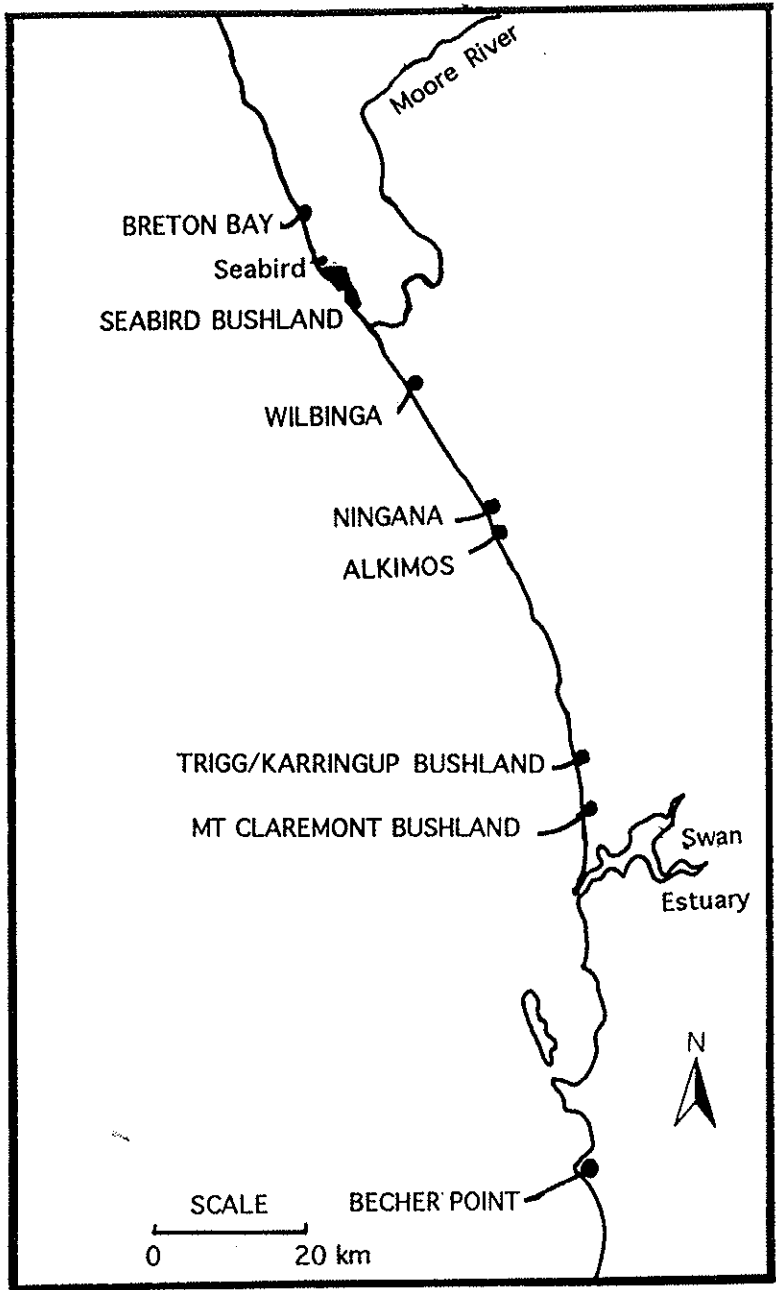 Moore River
BRETON BAY
Seabird
SEABIRD BUSHLAND
WILBINGA
NINGANA
ALKIMOS
TRIGG/KARRINGUP BUSHLAND
MT CLAREMONT BUSHLAND
Swan
Estuary
N
SCALE
BECHER POINT
0 20 km